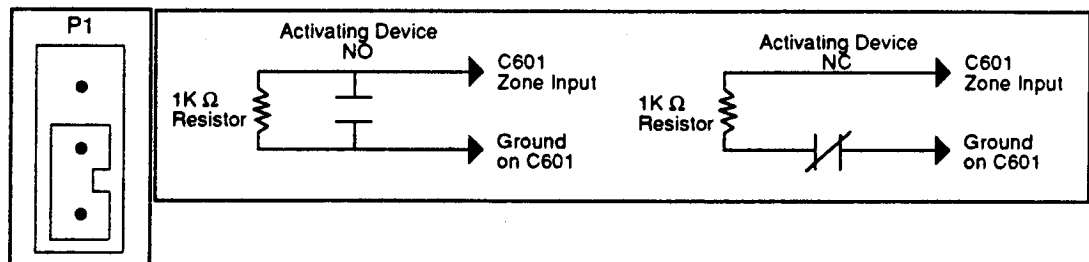 P1
Activating Device
NO
1K Ω
Resistor
C601
Zone Input
Ground
on C601
Activating Device
NC
1K Ω
Resistor
C601
Zone Input
Ground
on C601